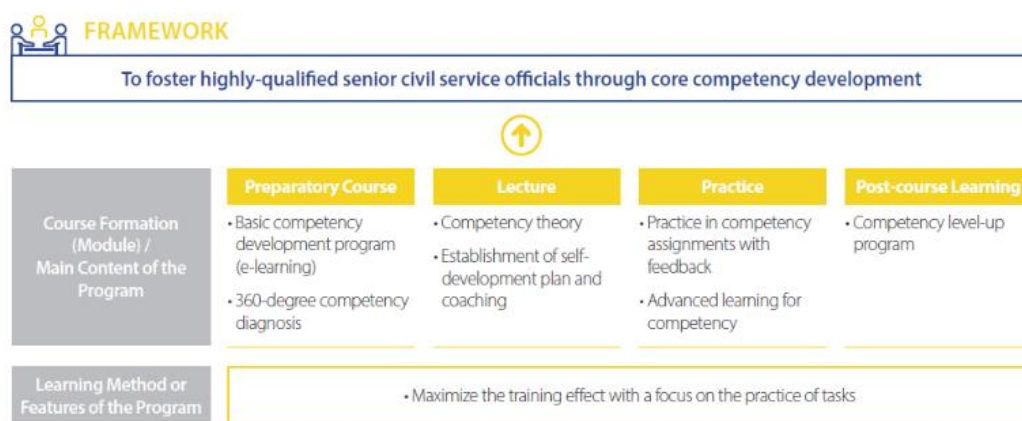 FRAMEWORK
To foster highly-qualified senior civil service officials through core competency development
Course Formation
(Module) /
Main Content of the
Program
Preparatory Course
• Basic competency
development program
(e-learning)
• 360-degree competency
diagnosis
Lecture
• Competency theory
• Establishment of self-
development plan and
coaching
Practice
• Practice in competency
assignments with
feedback
• Advanced learning for
competency
Post-course Learning
• Competency level-up
program
Learning Method or
Features of the Program
• Maximize the training effect with a focus on the practice of tasks